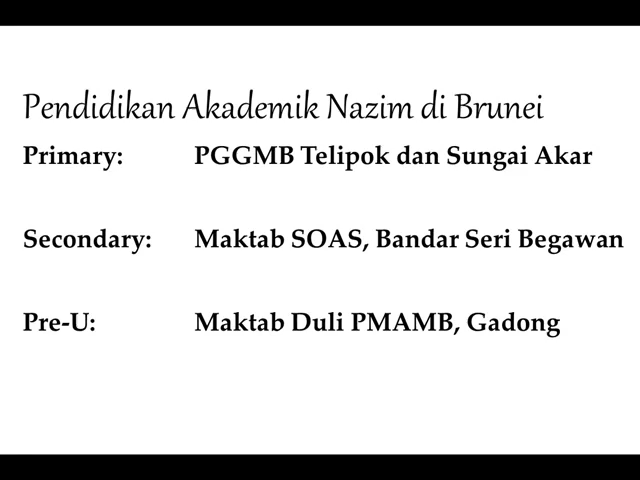 Pendidikan Akademik Nazim di Brunei
Primary: PGGMB Telipok dan Sungai Akar
Secondary: Maktab SOAS, Bandar Seri Begawan
Pre-U: Maktab Duli PMAMB, Gadong